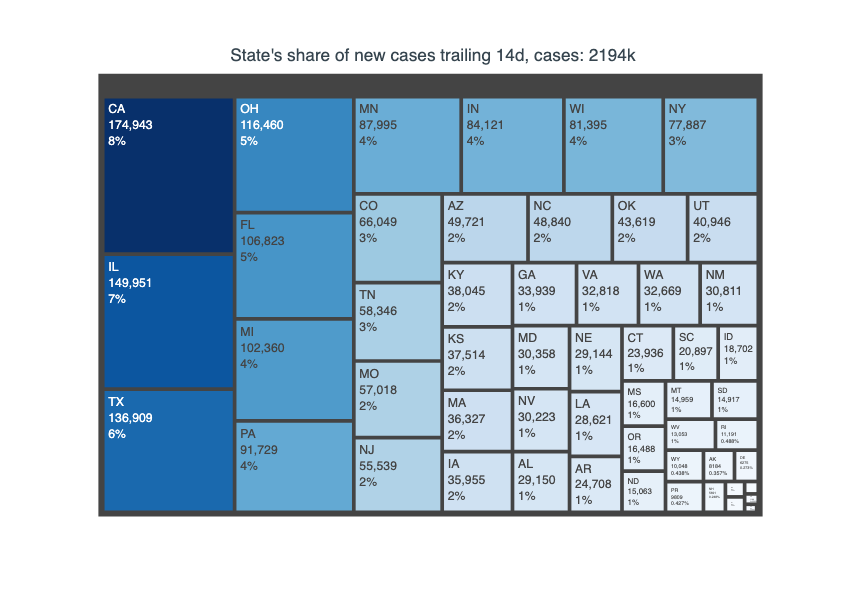 State's share of new cases trailing 14d, cases: 2194k
CA
174,943
8%
IL
149,951
7%
TX
136,909
6%
OH
116,460
5%
FL
106,823
5%
MI
102,360
4%
PA
91,729
4%
MN
87,995
4%
IN
84,121
4%
WI
81,395
4%
NY
77,887
3%
CO
66,049
3%
TN
58,346
3%
MO
57,018
2%
NJ
55,539
2%
AZ
49,721
2%
NC
48,840
2%
OK
43,619
2%
UT
40,946
2%
KY
38,045
2%
KS
37,514
2%
MA
36,327
2%
IA
35,955
2%
GA
33,939
1%
VA
32,818
1%
WA
32,669
1%
NM
30,811
1%
MD
30,358
1%
NV
30,223
1%
AL
29,150
1%
NE
29,144
1%
LA
28,621
1%
AR
24,708
1%
CT
23,936
1%
SC
20,897
1%
ID
18,702
1%
MS
16,600
1%
OR
16,488
1%
ND
15,063
1%
MT
14,959
1%
SD
14,917
1%
WV
13,053
1%
RI
11,191
0.488%
WY
10,048
0.438%
AK
8184
0.357%
DE
PR
9809
0.427%
NH